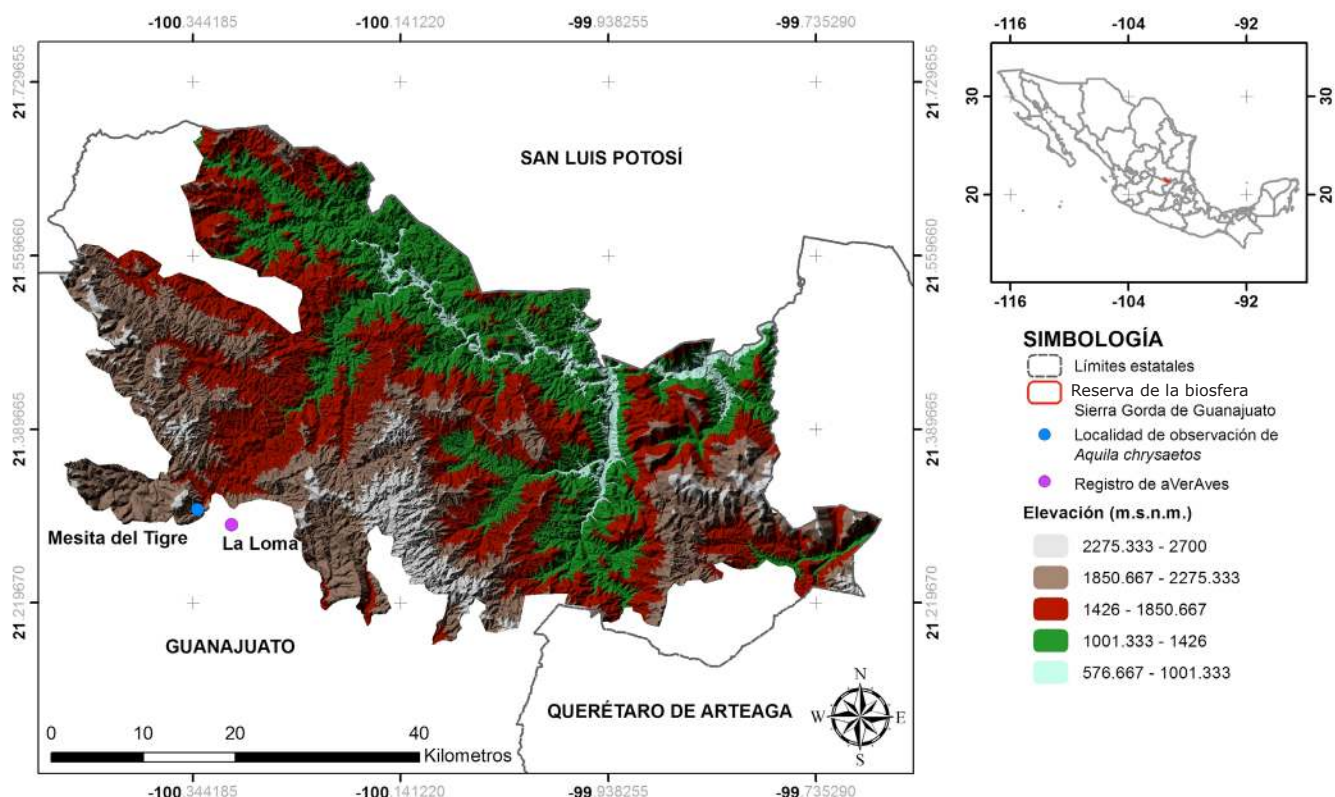 -100.344185
-100.141220
-99.938255
-99.735290
21.729655
21.559660
21.389665
21.219670
SAN LUIS POTOSÍ
Mesita del Tigre
La Loma
GUANAJUATO
QUERÉTARO DE ARTEAGA
N
W
E
S
0
10
20
40
Kilometros
21.729655
21.559660
21.389665
21.219670
-100.344185
-100.141220
-99.938255
-99.735290
-116
-104
-92
30
20
30
20
-116
-104
-92
SIMBOLOGÍA
Límites estatales
Reserva de la biosfera
Sierra Gorda de Guanajuato
Localidad de observación de
Aquila chrysaetos
Registro de aVerAves
Elevación (m.s.n.m.)
2275.333 - 2700
1850.667 - 2275.333
1426 - 1850.667
1001.333 - 1426
576.667 - 1001.333